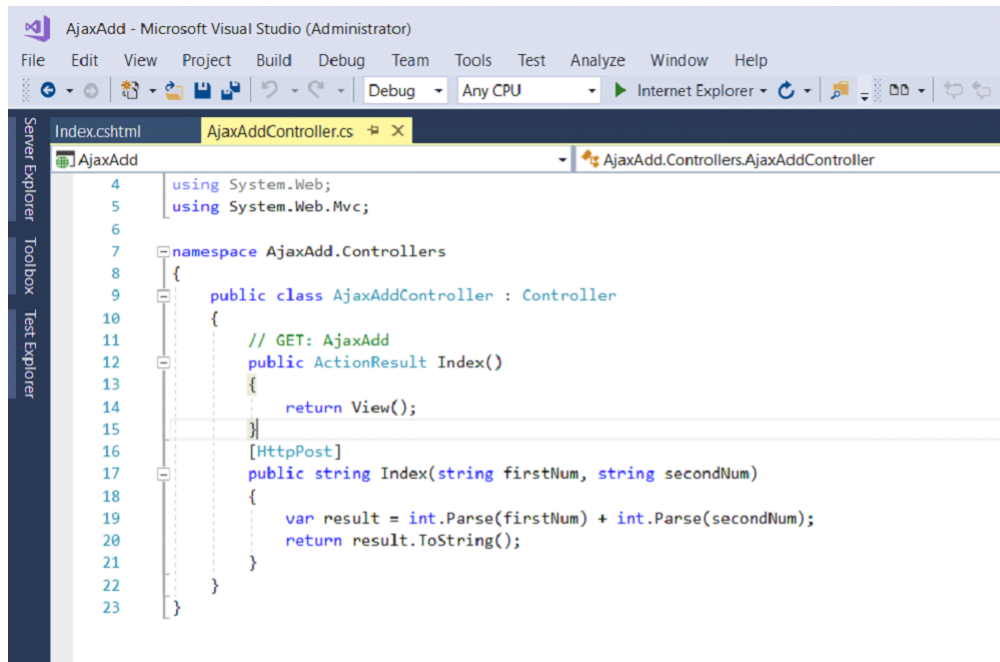 AjaxAdd - Microsoft Visual Studio (Administrator)
File Edit View Project Build Debug Team Tools Test Analyze Window Help
Debug Any CPU Internet Explorer
Server Explorer
Toolbox
Test Explorer
Index.cshtml AjaxAddController.cs
AjaxAdd AjaxAdd.Controllers.AjaxAddController
4 using System.Web;
5 using System.Web.Mvc;
6
7 namespace AjaxAdd.Controllers
8 {
9 public class AjaxAddController : Controller
10 {
11 // GET: AjaxAdd
12 public ActionResult Index()
13 {
14 return View();
15 }
16 [HttpPost]
17 public string Index(string firstNum, string secondNum)
18 {
19 var result = int.Parse(firstNum) + int.Parse(secondNum);
20 return result.ToString();
21 }
22 }
23 }